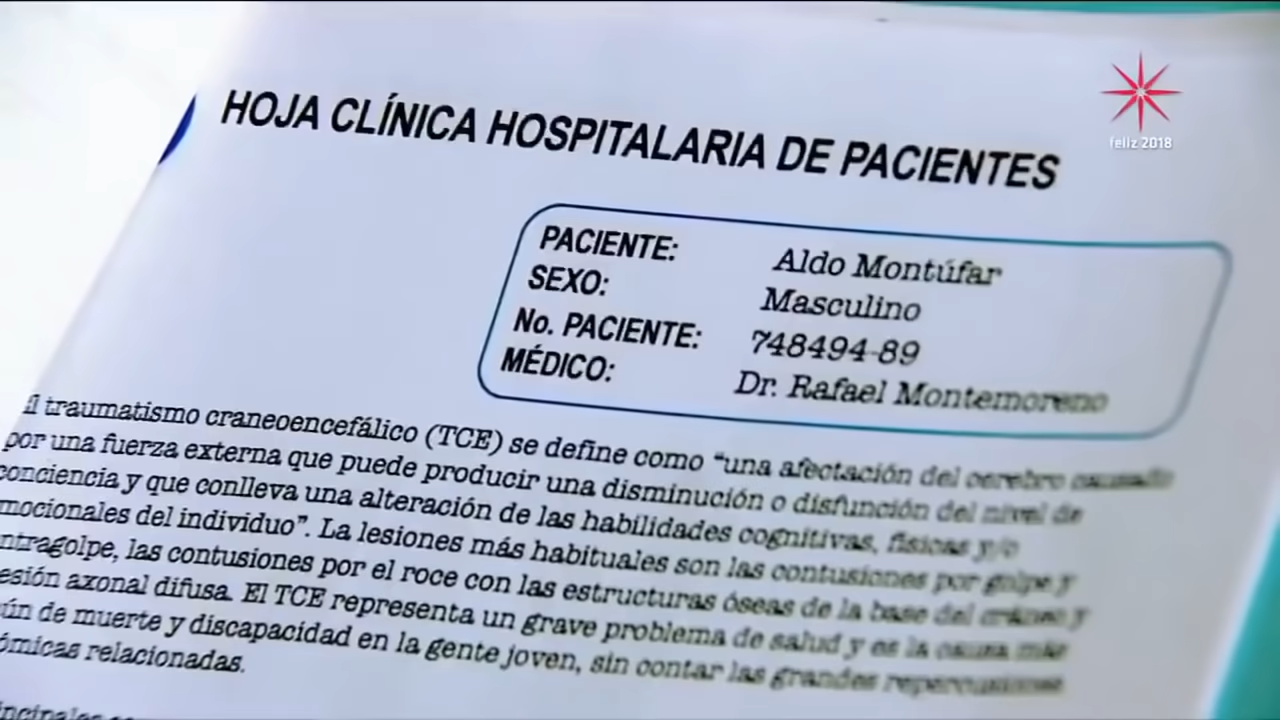 feliz 2018
HOJA CLÍNICA HOSPITALARIA DE PACIENTES
PACIENTE: Aldo Montúfar
SEXO: Masculino
No. PACIENTE: 748494-89
MÉDICO: Dr. Rafael Montemoreno
El traumatismo craneoencefálico (TCE) se define como “una afectación del cerebro causado
por una fuerza externa que puede producir una disminución o disfunción del nivel de
conciencia y que conlleva una alteración de las habilidades cognitivas, físicas y/o
mocionales del individuo”. La lesiones más habituales son las contusiones por golpe y
ntragolpe, las contusiones por el roce con las estructuras óseas de la base del cráneo y
esión axonal difusa. El TCE representa un grave problema de salud y es la causa más
ún de muerte y discapacidad en la gente joven, sin contar las grandes repercusiones
ómicas relacionadas.